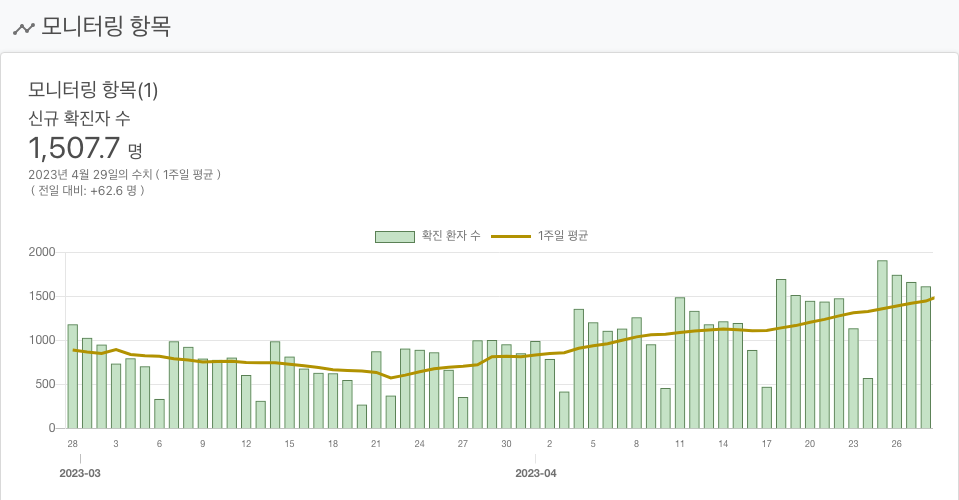 모니터링 항목
모니터링 항목(1)
신규 확진자 수
1,507.7 명
2023년 4월 29일의 수치 ( 1주일 평균 )
( 전일 대비: +62.6 명 )
확진 환자 수 1주일 평균
2000
1500
1000
500
0
28 3 6 9 12 15 18 21 24 27 30 2 5 8 11 14 17 20 23 26
2023-03 2023-04